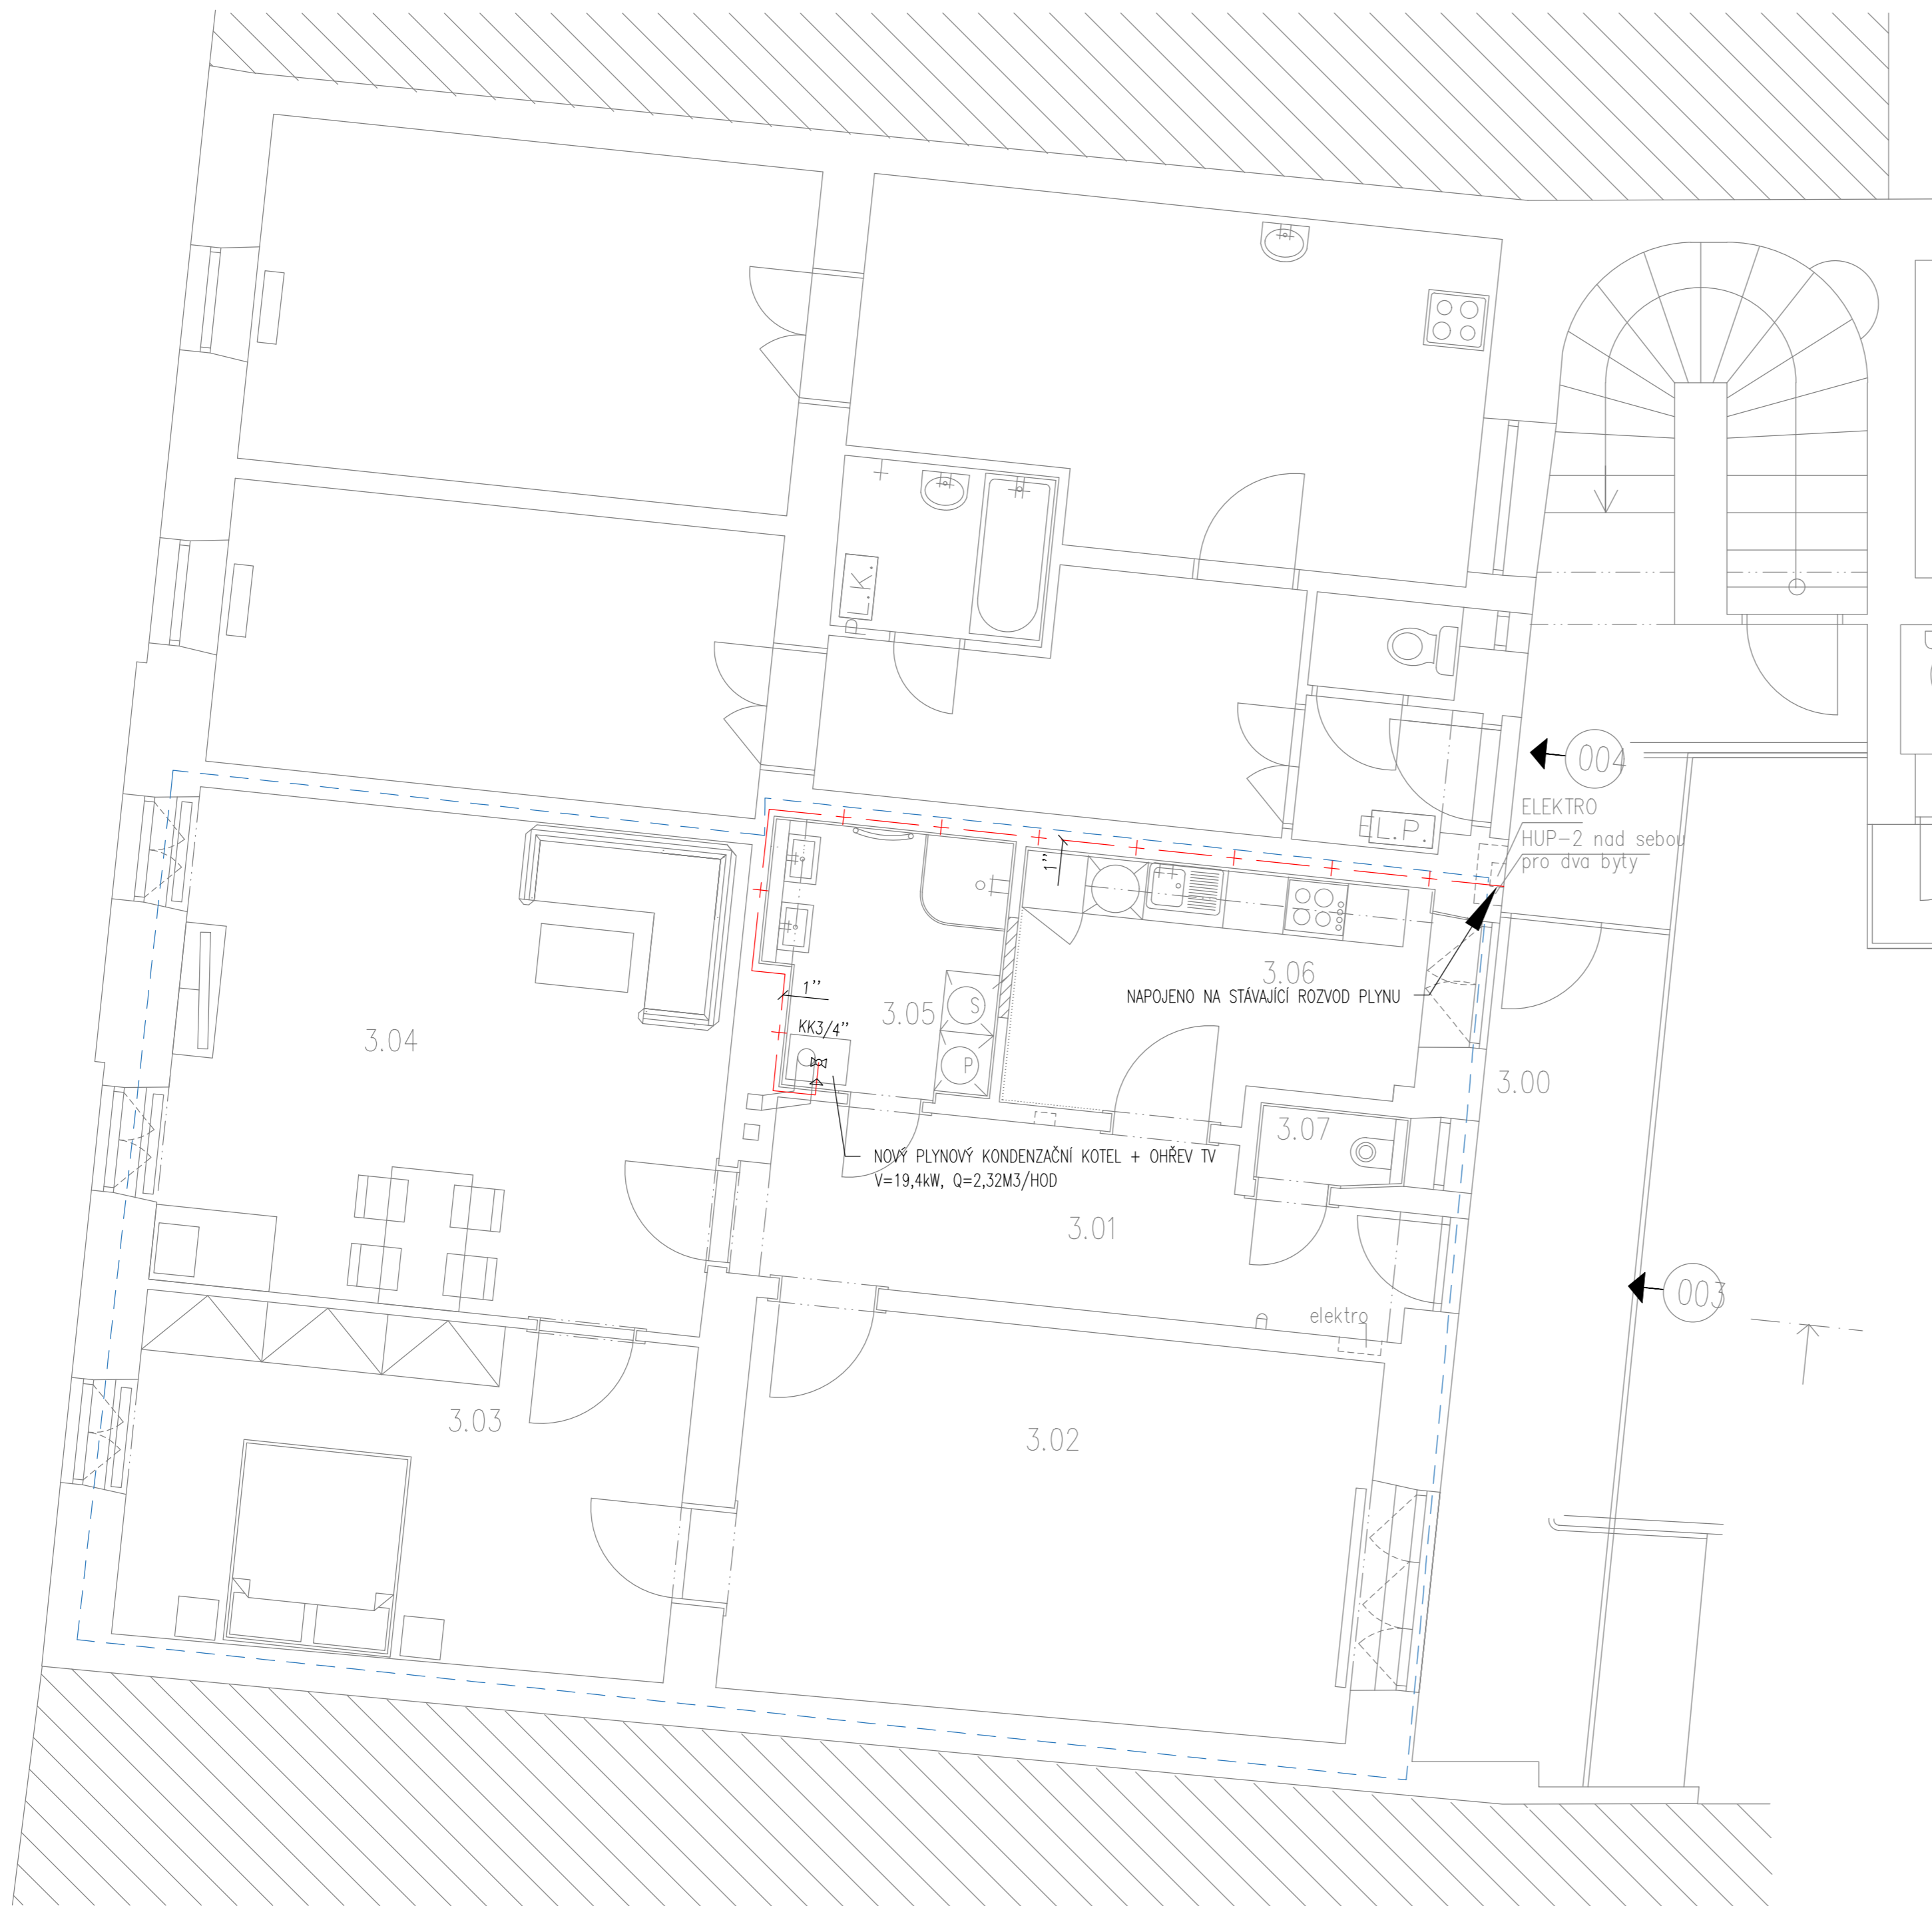 P.K.
004
ELEKTRO
HUP-2 nad sebou
pro dva byty
L.P.
1"
3.06
NAPOJENO NA STÁVAJÍCÍ ROZVOD PLYNU
1"
3.05
S
KK3/4"
P
3.04
3.00
3.07
NOVÝ PLYNOVÝ KONDENZAČNÍ KOTEL + OHŘEV TV
V=19,4kW, Q=2,32M3/HOD
3.01
003
elektro
3.03
3.02